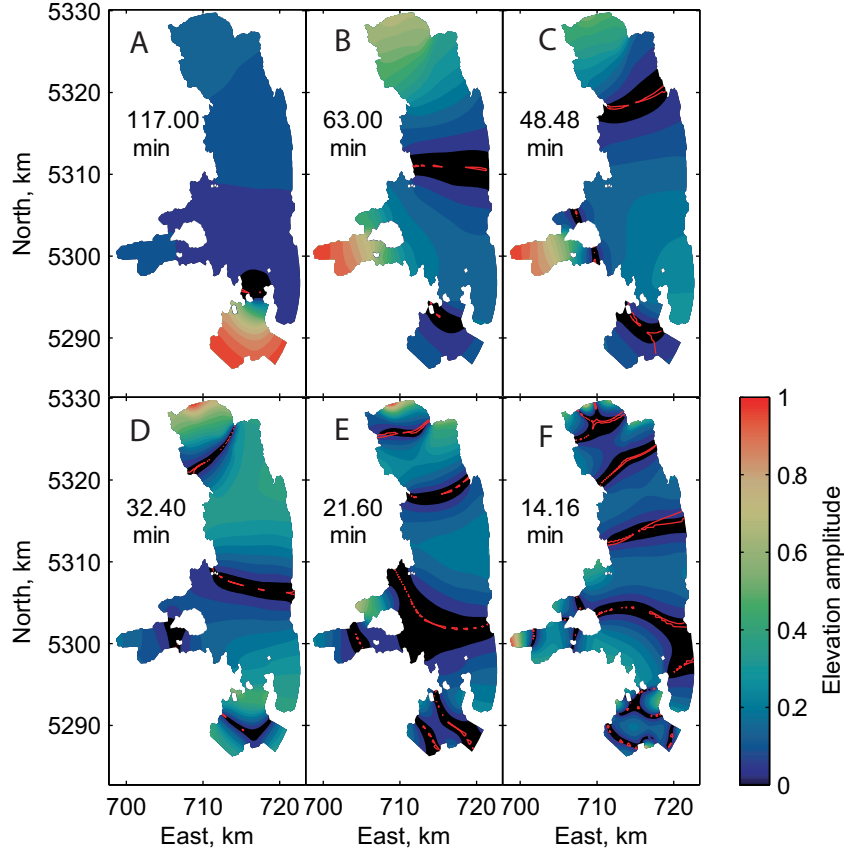 5330
5320
5310
5300
5290
North, km
A
117.00
min
B
63.00
min
C
48.48
min
5330
5320
5310
5300
5290
North, km
D
32.40
min
E
21.60
min
F
14.16
min
700 710 720
700 710 720
700 710 720
East, km
East, km
East, km
1
0.8
0.6
0.4
0.2
0
Elevation amplitude